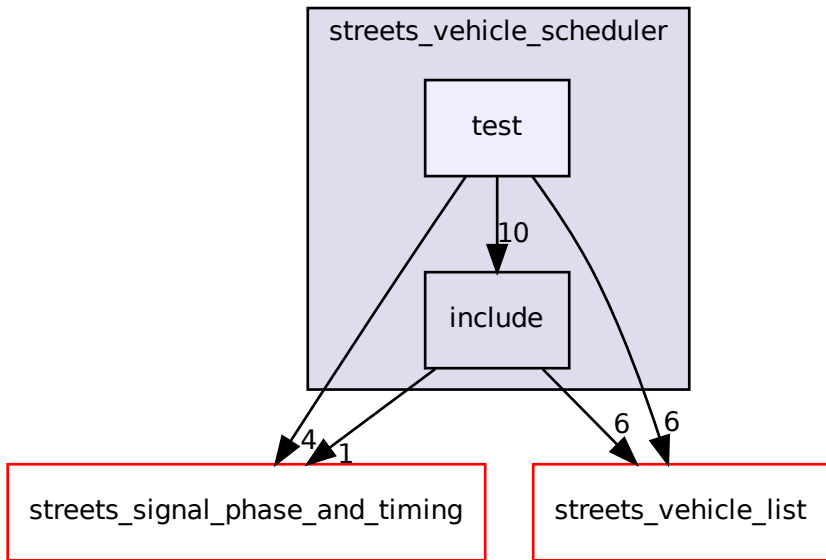 streets_vehicle_scheduler
test
10
include
4
1
6
6
streets_signal_phase_and_timing
streets_vehicle_list